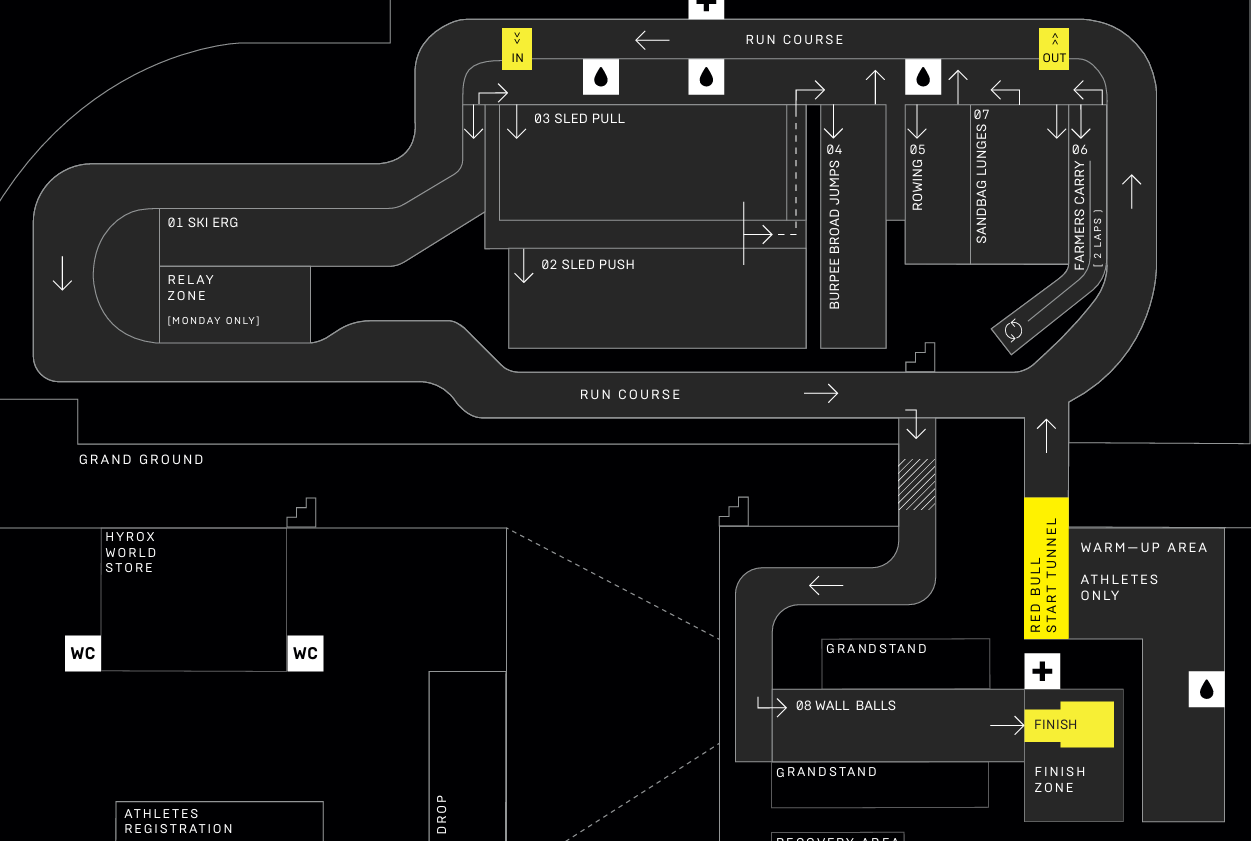 IN
RUN COURSE
OUT
03 SLED PULL
04
BURPEE BROAD JUMPS
05
ROWING
07
SANDBAG LUNGES
06
FARMERS CARRY
[ 2 LAPS ]
01 SKI ERG
RELAY
ZONE
[MONDAY ONLY]
02 SLED PUSH
RUN COURSE
GRAND GROUND
HYROX
WORLD
STORE
WC
WC
RED BULL
START TUNNEL
WARM—UP AREA
ATHLETES
ONLY
GRANDSTAND
08 WALL BALLS
FINISH
GRANDSTAND
FINISH
ZONE
DROP
ATHLETES
REGISTRATION
RECOVERY AREA